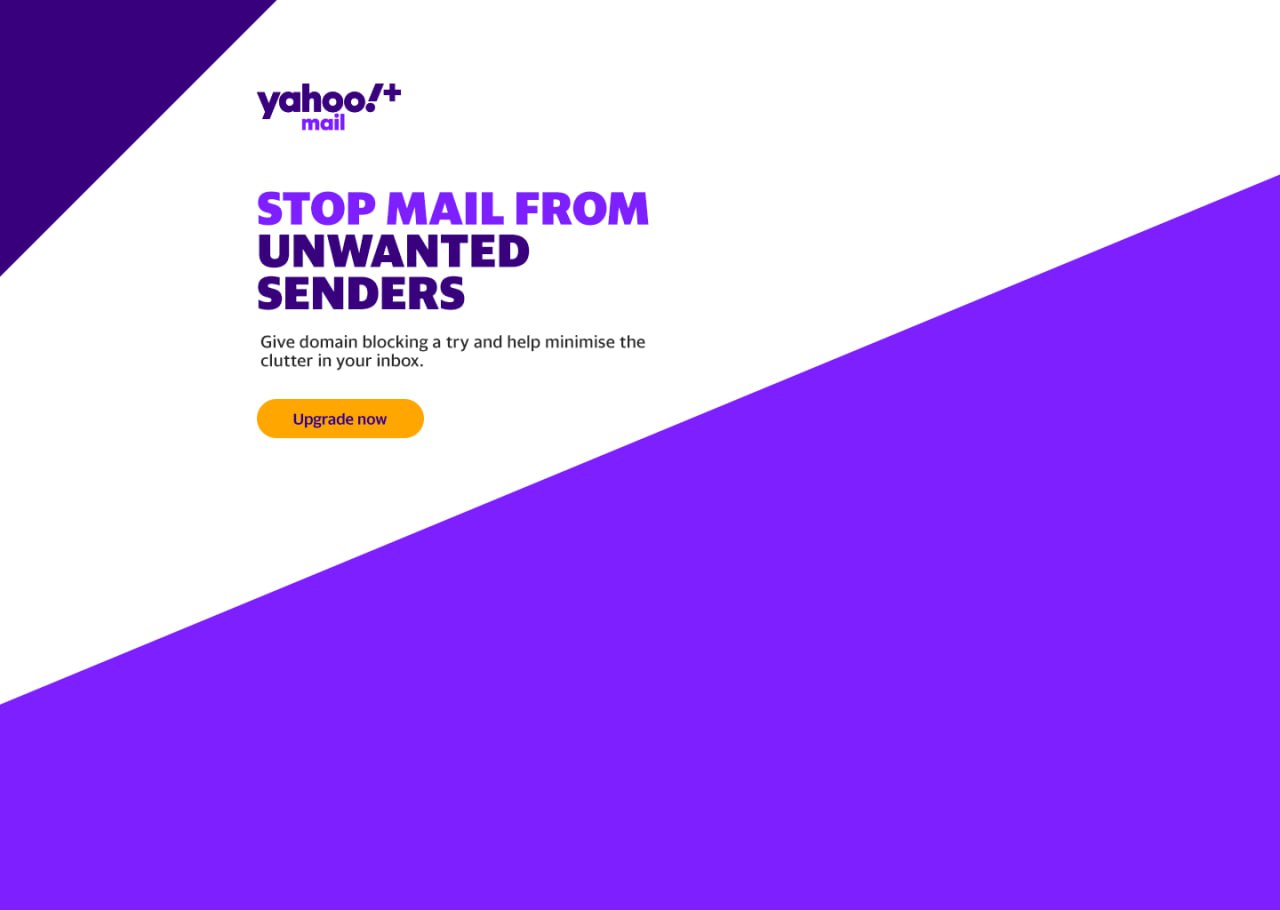 yahoo!+
mail
STOP MAIL FROM
UNWANTED
SENDERS
Give domain blocking a try and help minimise the
clutter in your inbox.
Upgrade now